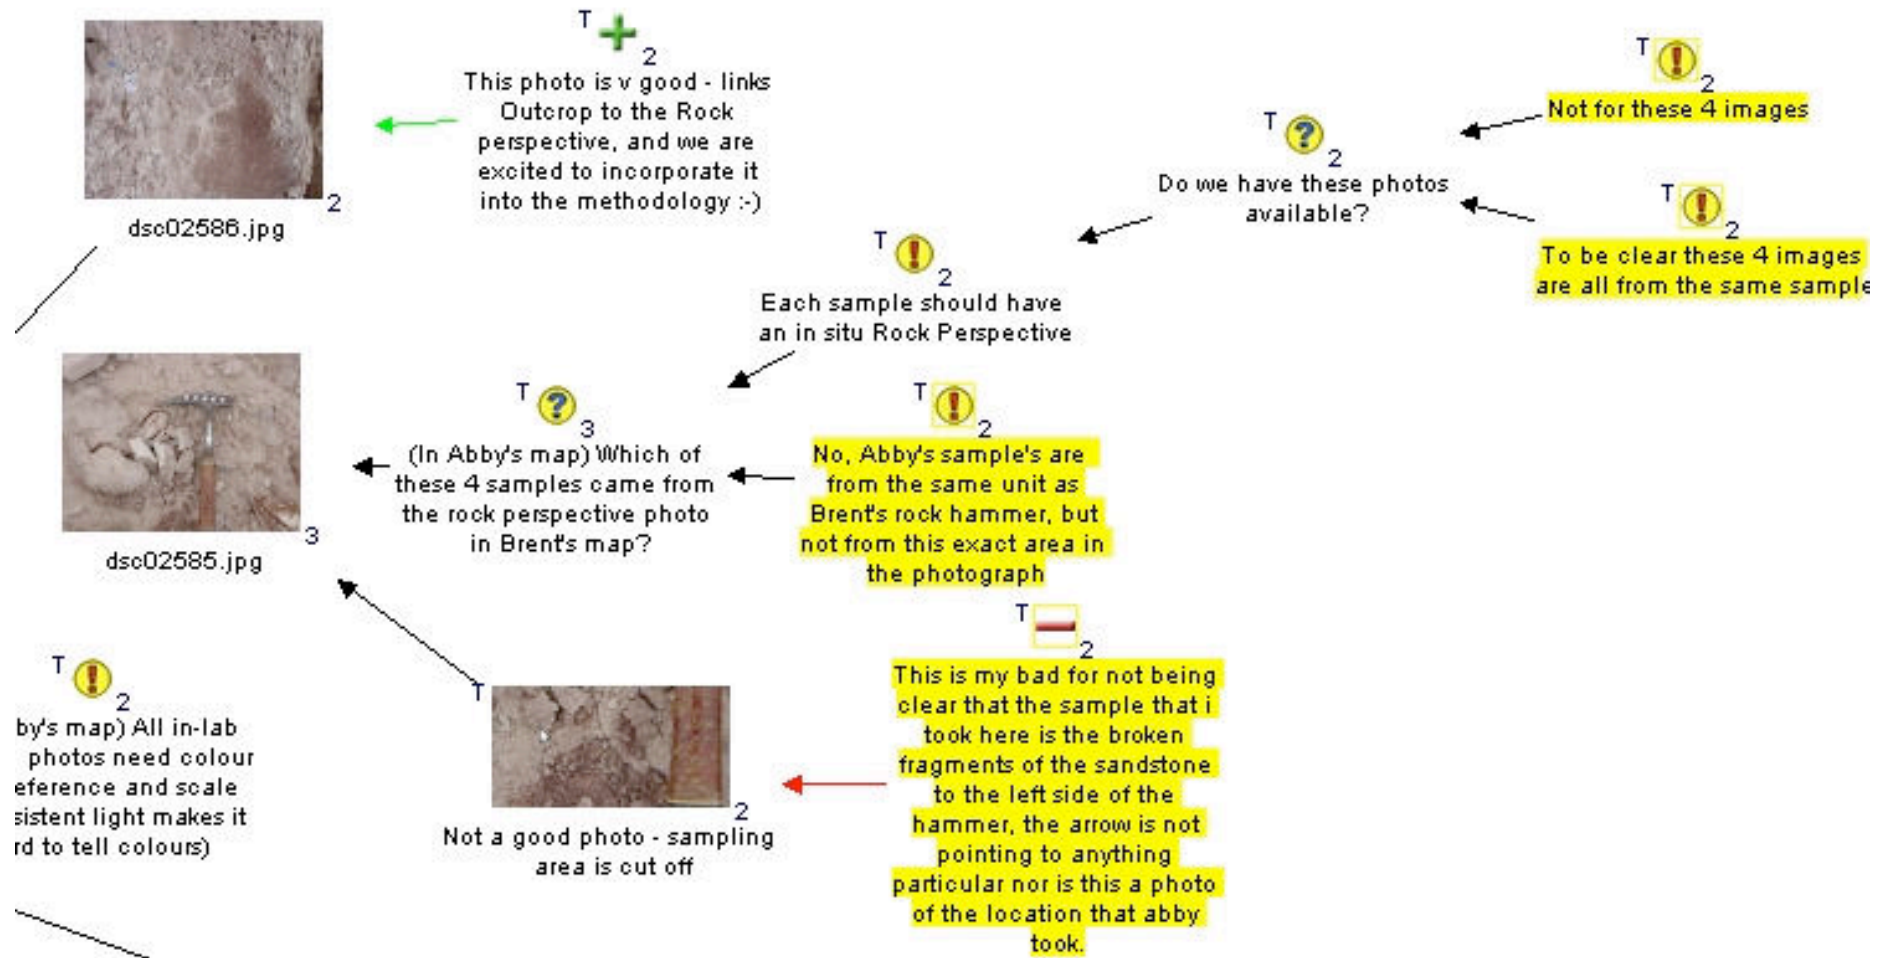 T
2
This photo is v good - links
Outcrop to the Rock
perspective, and we are
excited to incorporate it
into the methodology :-)
2
dsc02586.jpg
T
2
Not for these 4 images
T
2
Do we have these photos
available?
T
2
To be clear these 4 images
are all from the same sample
T
2
Each sample should have
an in situ Rock Perspective
3
dsc02585.jpg
T
3
(In Abby's map) Which of
these 4 samples came from
the rock perspective photo
in Brent's map?
T
2
No, Abby's sample's are
from the same unit as
Brent's rock hammer, but
not from this exact area in
the photograph
T
2
by's map) All in-lab
photos need colour
eference and scale
sistent light makes it
rd to tell colours)
T
2
Not a good photo - sampling
area is cut off
T
2
This is my bad for not being
clear that the sample that i
took here is the broken
fragments of the sandstone
to the left side of the
hammer, the arrow is not
pointing to anything
particular nor is this a photo
of the location that abby
took.